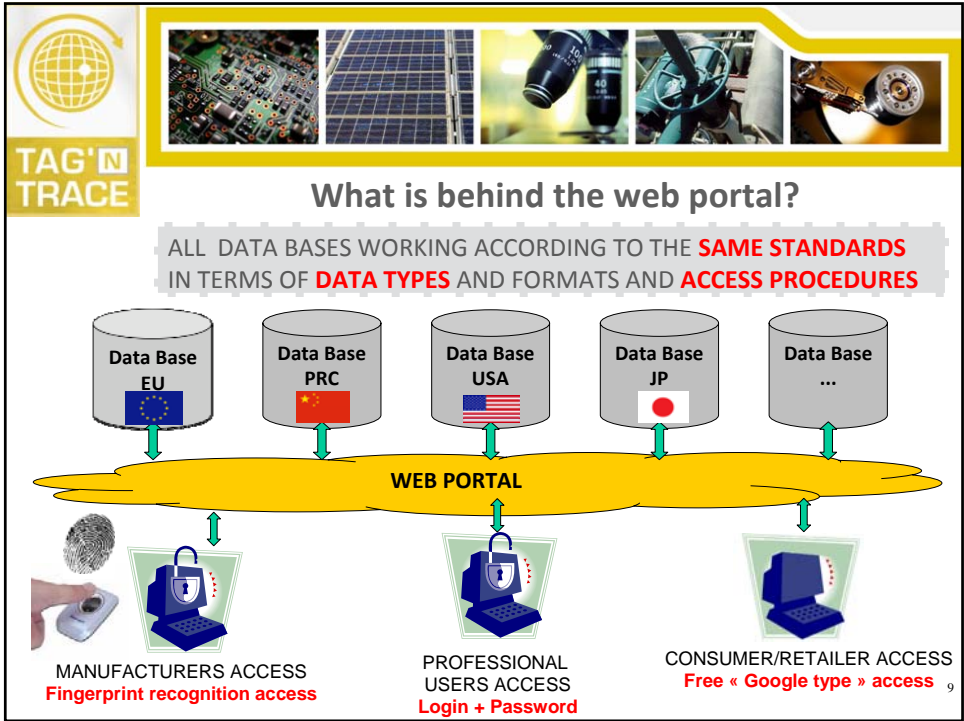 TAG'N
TRACE
What is behind the web portal?
ALL DATA BASES WORKING ACCORDING TO THE SAME STANDARDS
IN TERMS OF DATA TYPES AND FORMATS AND ACCESS PROCEDURES
Data Base
EU
Data Base
PRC
Data Base
USA
Data Base
JP
Data Base
...
WEB PORTAL
MANUFACTURERS ACCESS
Fingerprint recognition access
PROFESSIONAL
USERS ACCESS
Login + Password
CONSUMER/RETAILER ACCESS
Free « Google type » access
9